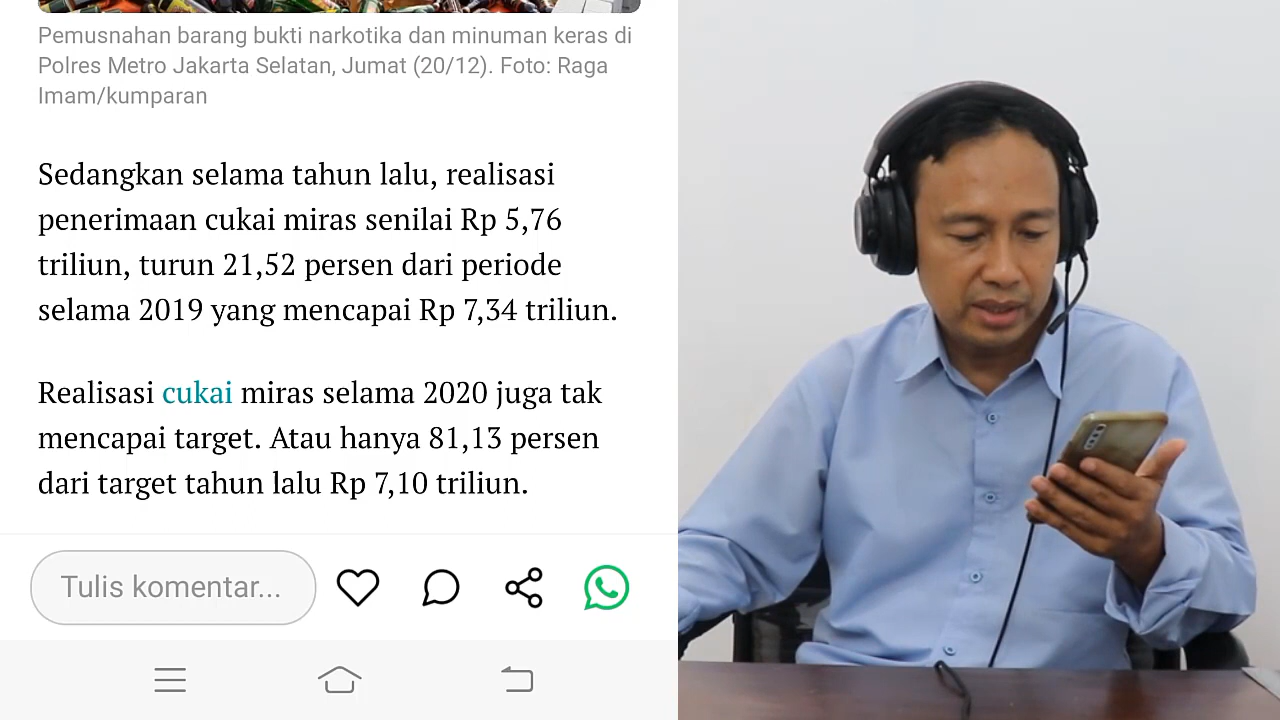 Pemusnahan barang bukti narkotika dan minuman keras di
Polres Metro Jakarta Selatan, Jumat (20/12). Foto: Raga
Imam/kumparan
Sedangkan selama tahun lalu, realisasi
penerimaan cukai miras senilai Rp 5,76
triliun, turun 21,52 persen dari periode
selama 2019 yang mencapai Rp 7,34 triliun.
Realisasi cukai miras selama 2020 juga tak
mencapai target. Atau hanya 81,13 persen
dari target tahun lalu Rp 7,10 triliun.
Tulis komentar...